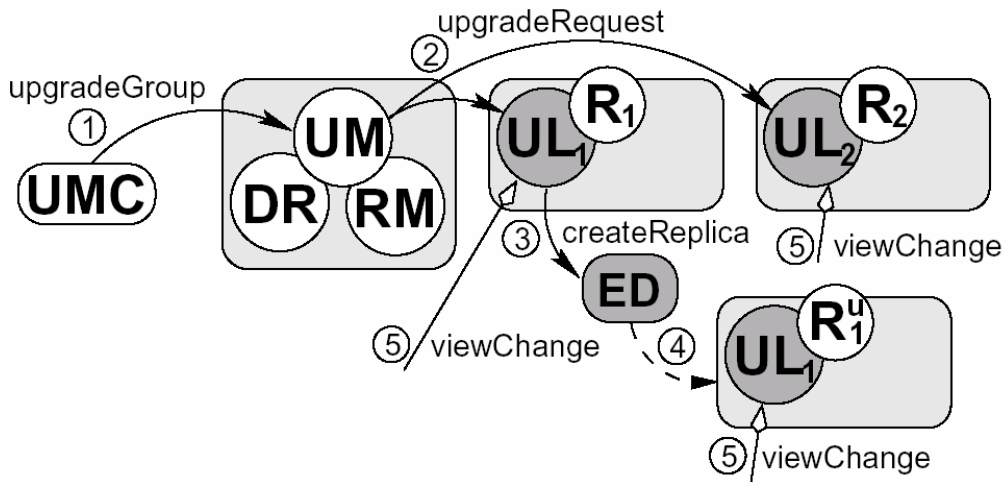 upgradeRequest
2
upgradeGroup
1
UM
UL1
R1
UL2
R2
UMC
DR
RM
3
createReplica
5
viewChange
ED
5
viewChange
4
UL1
R1u
5
viewChange